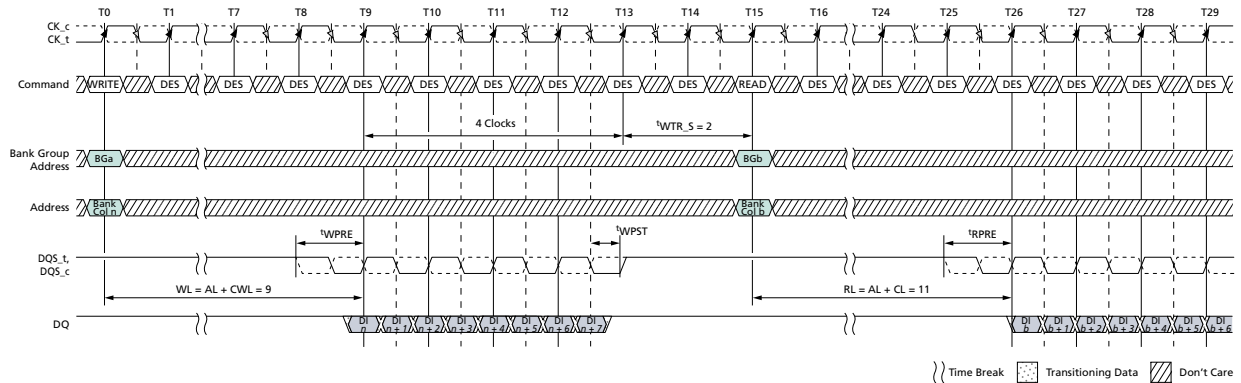 T0 T1 T7 T8 T9 T10 T11 T12 T13 T14 T15 T16 T24 T25 T26 T27 T28 T29
CK_c
CK_t
Command WRITE DES DES DES DES DES DES DES DES DES READ DES DES DES DES DES DES DES
4 Clocks tWTR_S = 2
Bank Group
Address BGa BGb
Address Bank
Col n Bank
Col b
tWPRE tWPST tRPRE
DQS_t,
DQS_c
WL = AL + CWL = 9 RL = AL + CL = 11
DQ DI
n DI
n + 1 DI
n + 2 DI
n + 3 DI
n + 4 DI
n + 5 DI
n + 6 DI
n + 7 DI
b DI
b + 1 DI
b + 2 DI
b + 3 DI
b + 4 DI
b + 5 DI
b + 6
Time Break Transitioning Data Don't Care